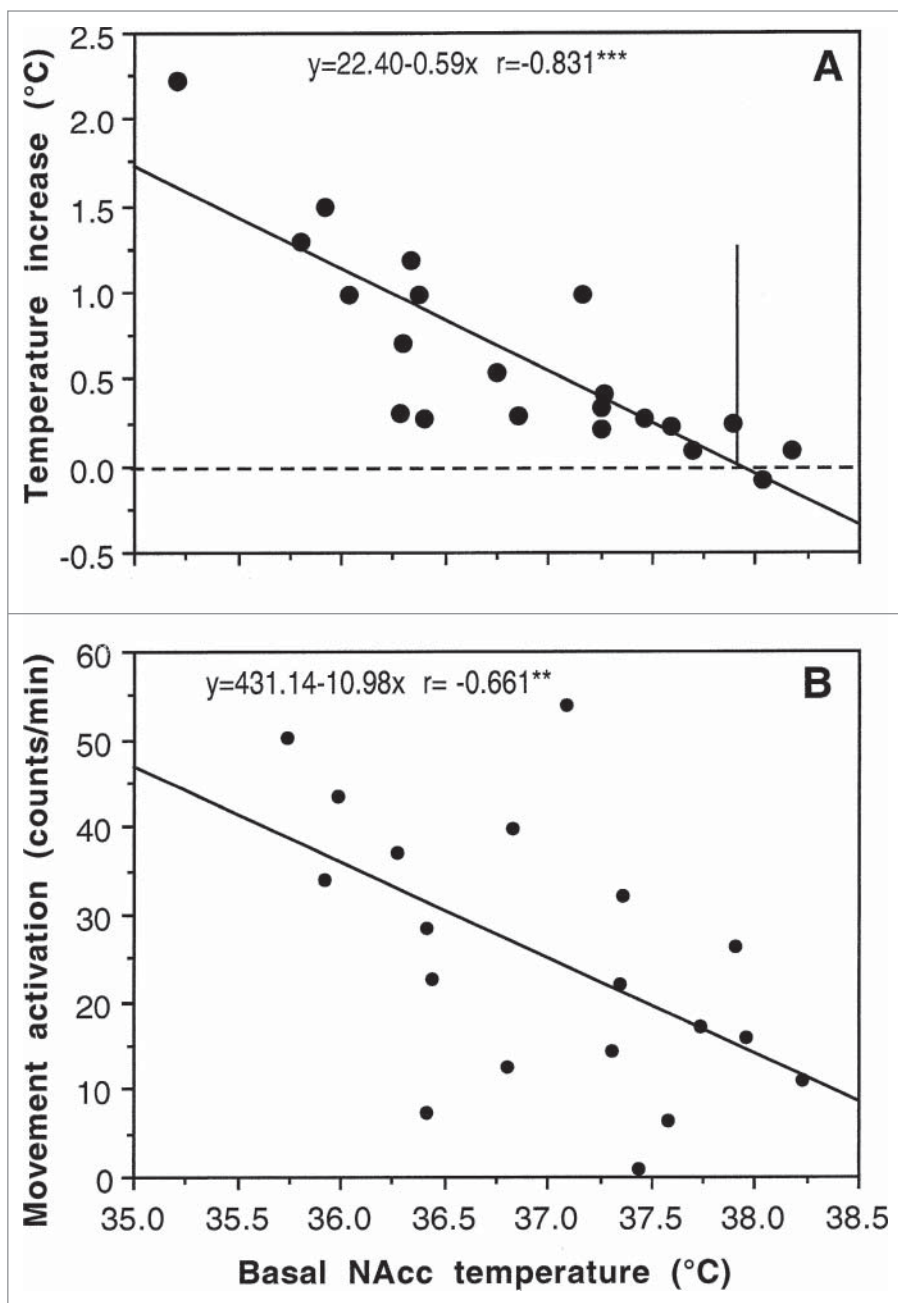 y=22.40-0.59x r=-0.831***
A
Temperature increase (°C)
2.5
2.0
1.5
1.0
0.5
0.0
-0.5
y=431.14-10.98x r= -0.661**
B
Movement activation (counts/min)
60
50
40
30
20
10
0
35.0 35.5 36.0 36.5 37.0 37.5 38.0 38.5
Basal NAcc temperature (°C)